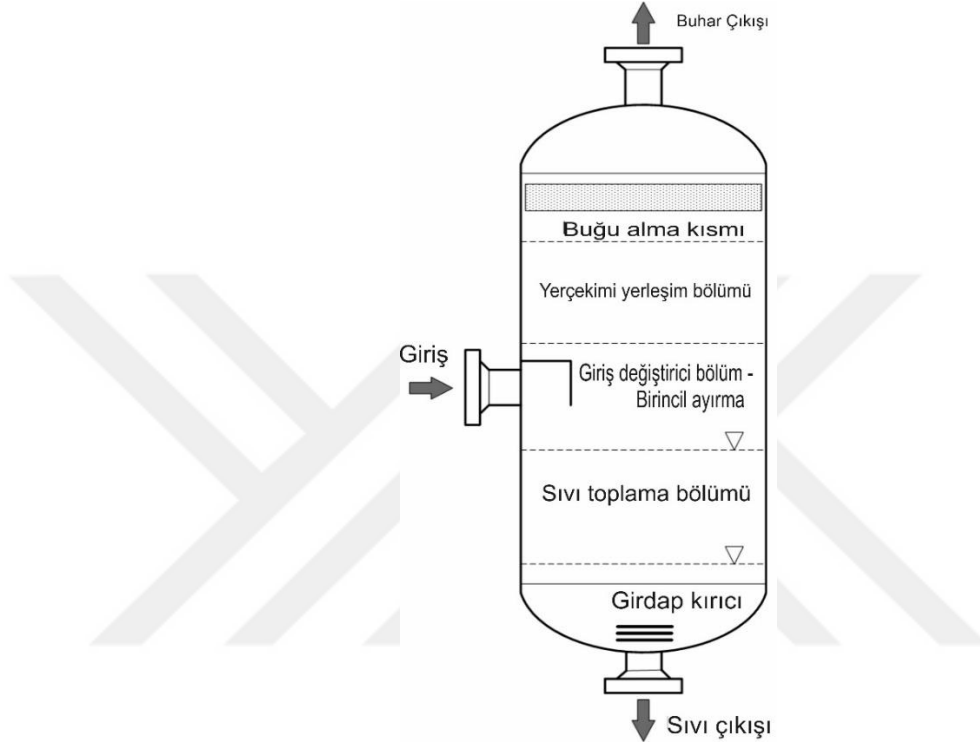 Buhar Çıkışı
Buğu alma kısmı
Yerçekimi yerleşim bölümü
Giriş
Giriş değiştirici bölüm -
Birincil ayırma
Sıvı toplama bölümü
Girdap kırıcı
Sıvı çıkışı